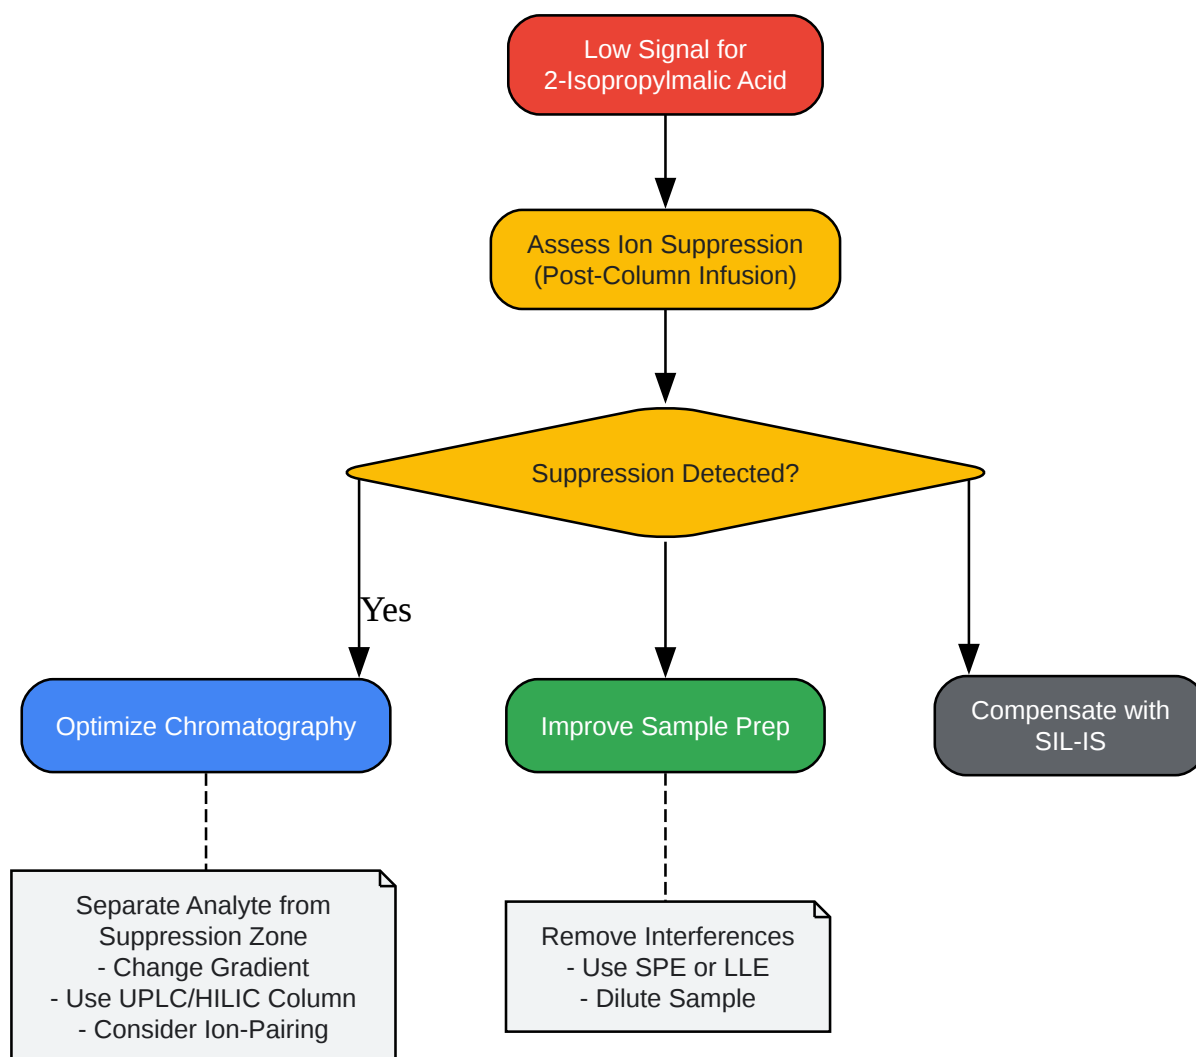 Low Signal for
2-Isopropylmalic Acid
Assess Ion Suppression
(Post-Column Infusion)
Suppression Detected?
Yes
Optimize Chromatography
Improve Sample Prep
Compensate with
SIL-IS
Separate Analyte from
Suppression Zone
- Change Gradient
- Use UPLC/HILIC Column
- Consider Ion-Pairing
Remove Interferences
- Use SPE or LLE
- Dilute Sample